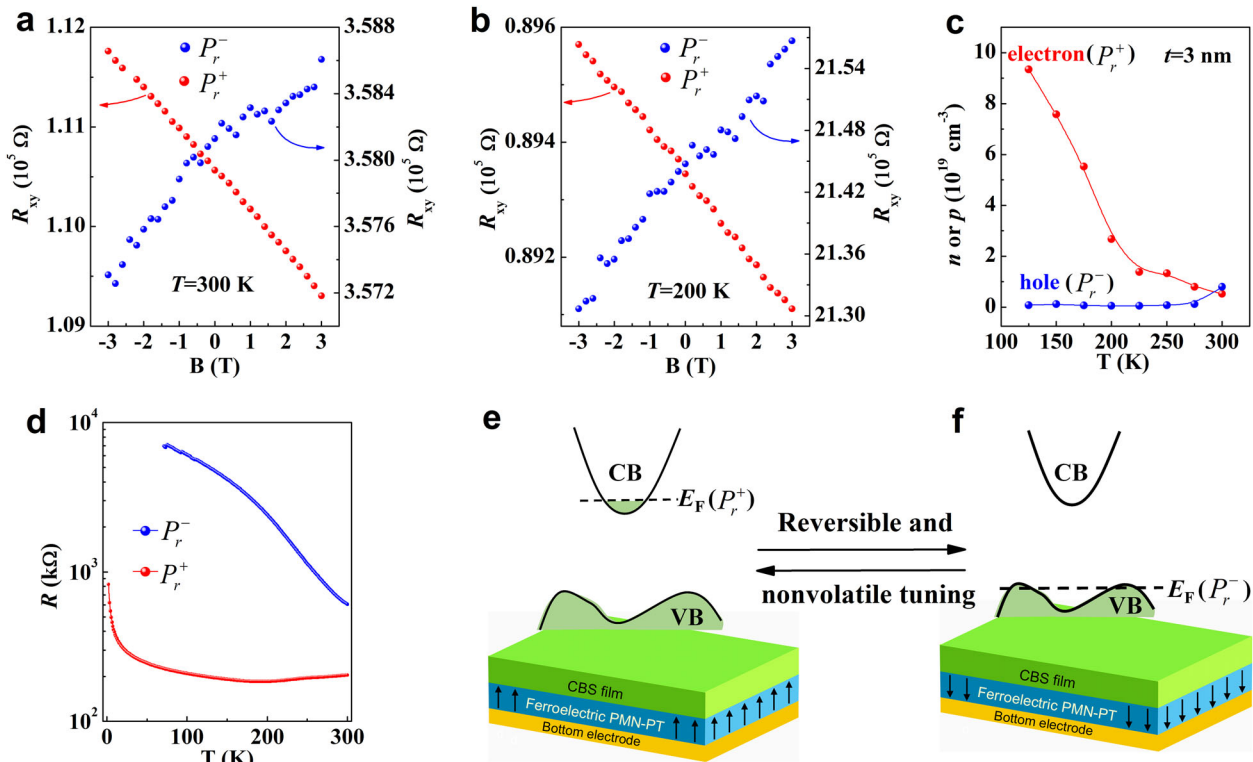 a
1.12
1.11
1.10
1.09
R_xy (10^5 Ω)
3.588
3.584
3.580
3.576
3.572
R_xy (10^5 Ω)
P_r^-
P_r^+
T=300 K
-3 -2 -1 0 1 2 3
B (T)
b
0.896
0.894
0.892
R_xy (10^5 Ω)
21.54
21.48
21.42
21.36
21.30
R_xy (10^5 Ω)
P_r^-
P_r^+
T=200 K
-3 -2 -1 0 1 2 3
B (T)
c
10
8
6
4
2
0
n or p (10^19 cm^-3)
electron(P_r^+) t=3 nm
hole(P_r^-)
100 150 200 250 300
T (K)
d
10^4
10^3
10^2
R (kΩ)
P_r^-
P_r^+
0 100 200 300
T (K)
e
CB
E_F(P_r^+)
VB
CBS film
Ferroelectric PMN-PT
Bottom electrode
Reversible and
nonvolatile tuning
f
CB
VB
E_F(P_r^-)
CBS film
Ferroelectric PMN-PT
Bottom electrode